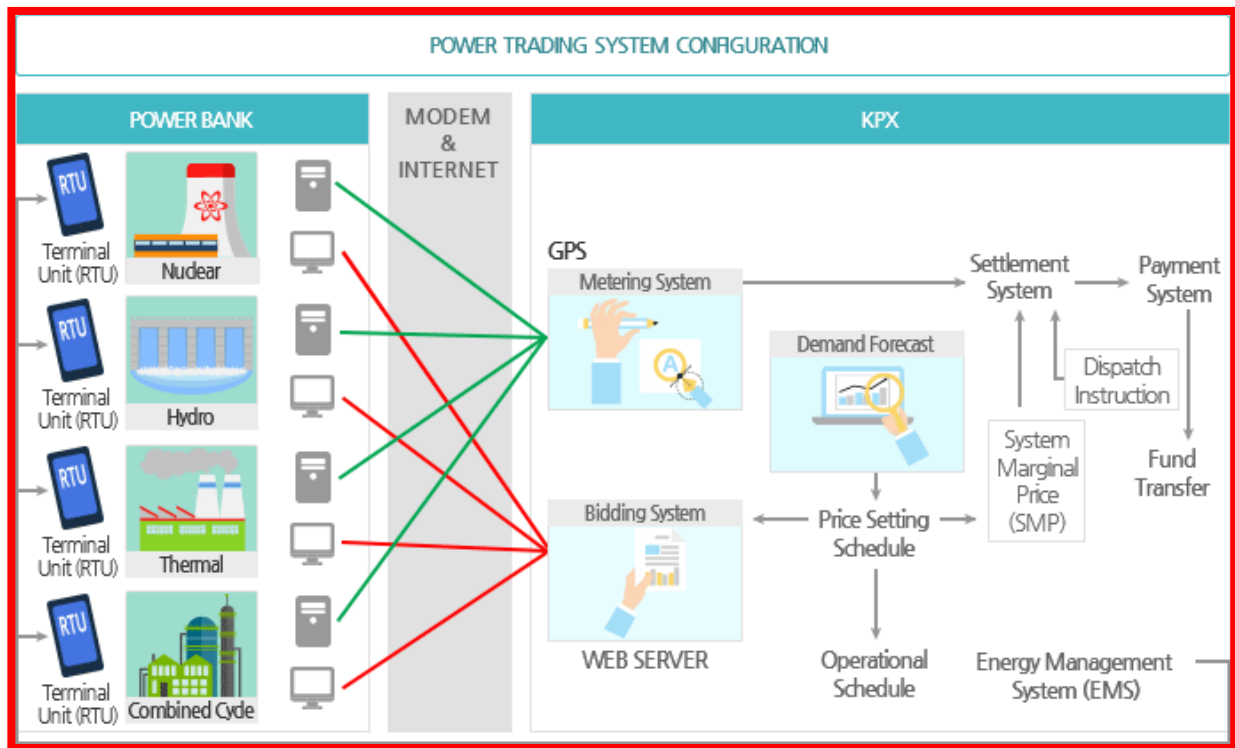 POWER TRADING SYSTEM CONFIGURATION
POWER BANK
RTU
Terminal
Unit (RTU)
Nuclear
RTU
Terminal
Unit (RTU)
Hydro
RTU
Terminal
Unit (RTU)
Thermal
RTU
Terminal
Unit (RTU)
Combined Cycle
MODEM
&
INTERNET
KPX
GPS
Metering System
A
Bidding System
WEB SERVER
Demand Forecast
Price Setting
Schedule
Operational
Schedule
Settlement
System
Payment
System
Dispatch
Instruction
System
Marginal
Price
(SMP)
Fund
Transfer
Energy Management
System (EMS)